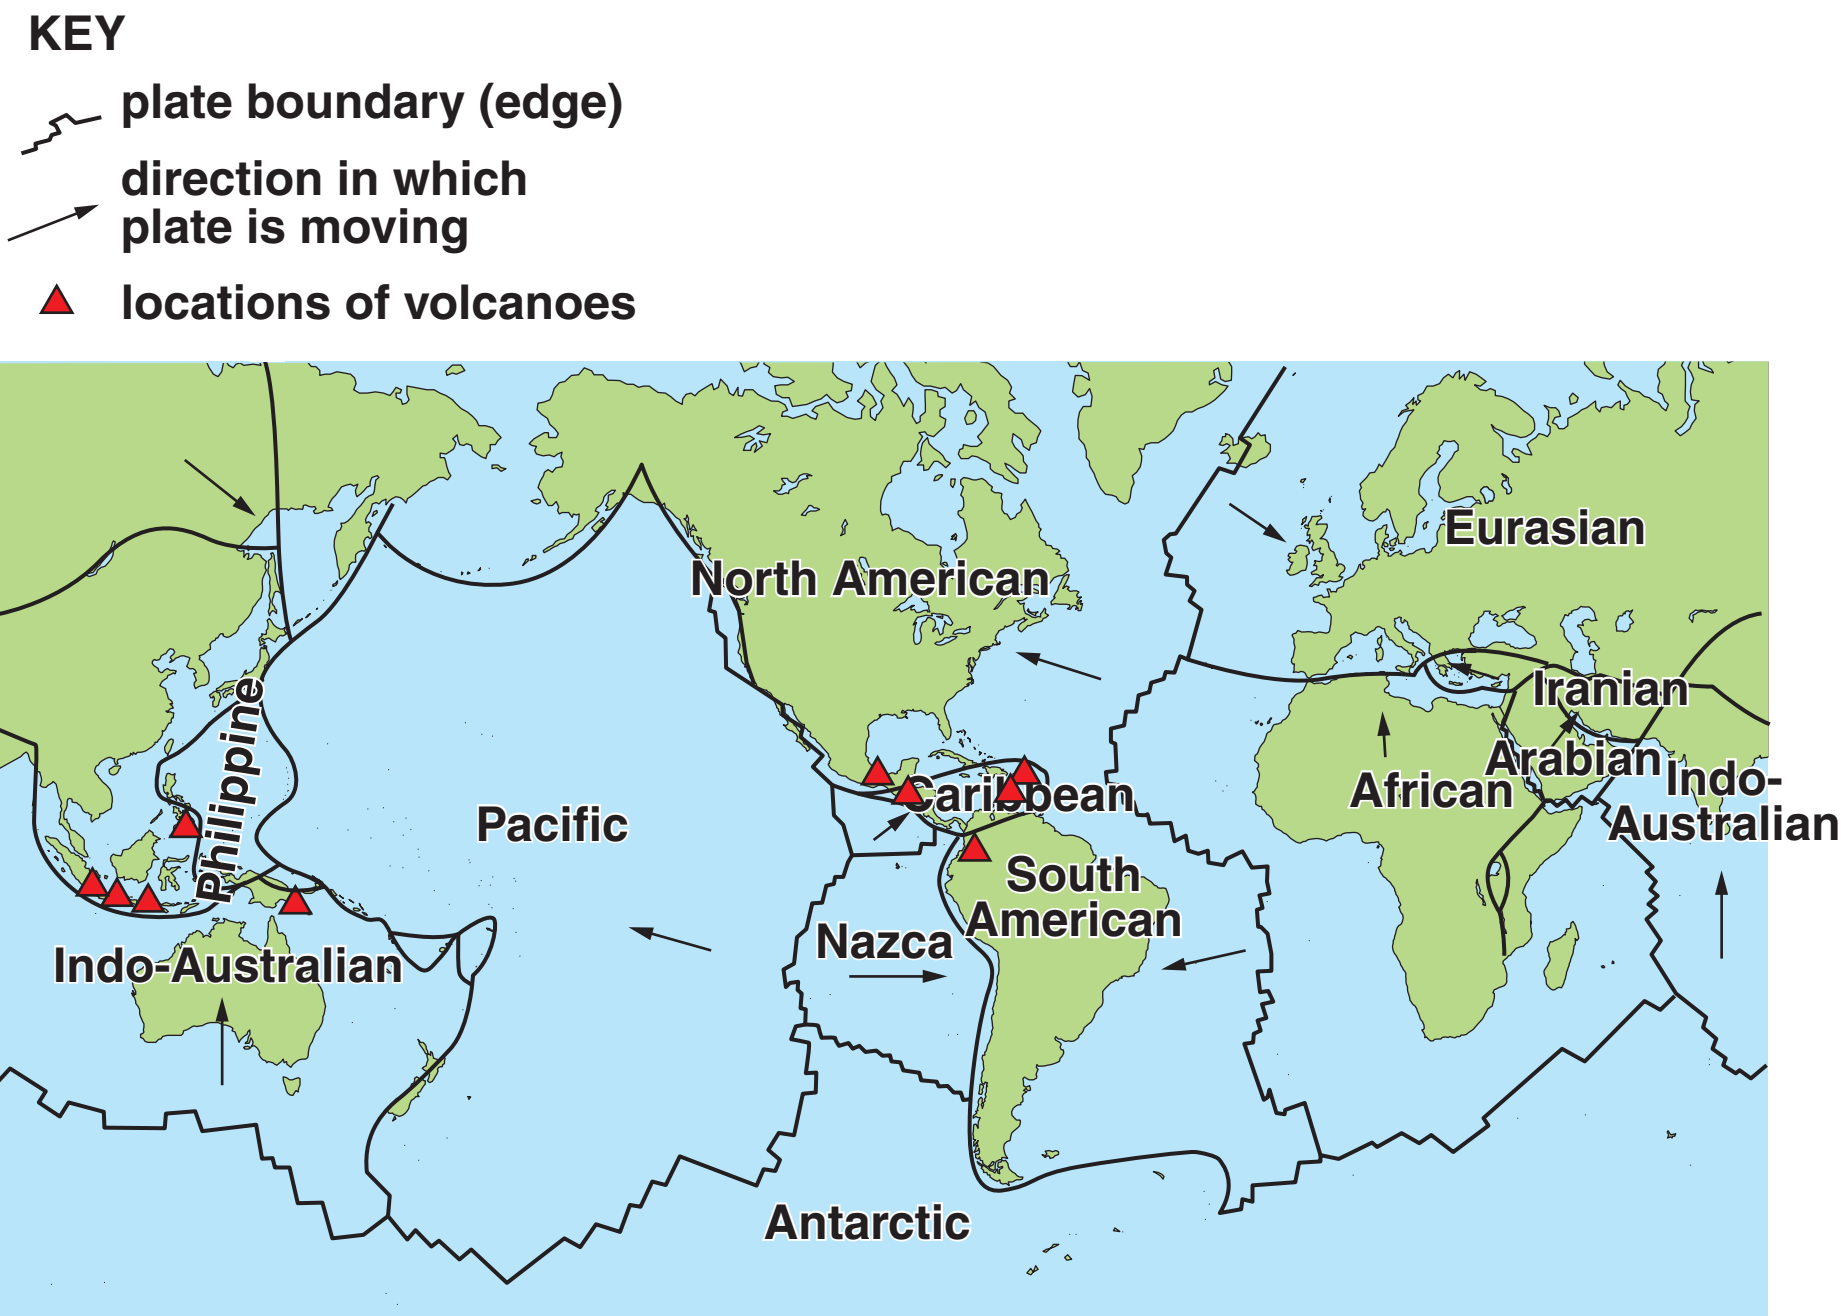 KEY
plate boundary (edge)
direction in which
plate is moving
locations of volcanoes
Eurasian
North American
Iranian
Arabian
African
Indo-
Australian
Caribbean
Philippine
Pacific
South
American
Nazca
Indo-Australian
Antarctic